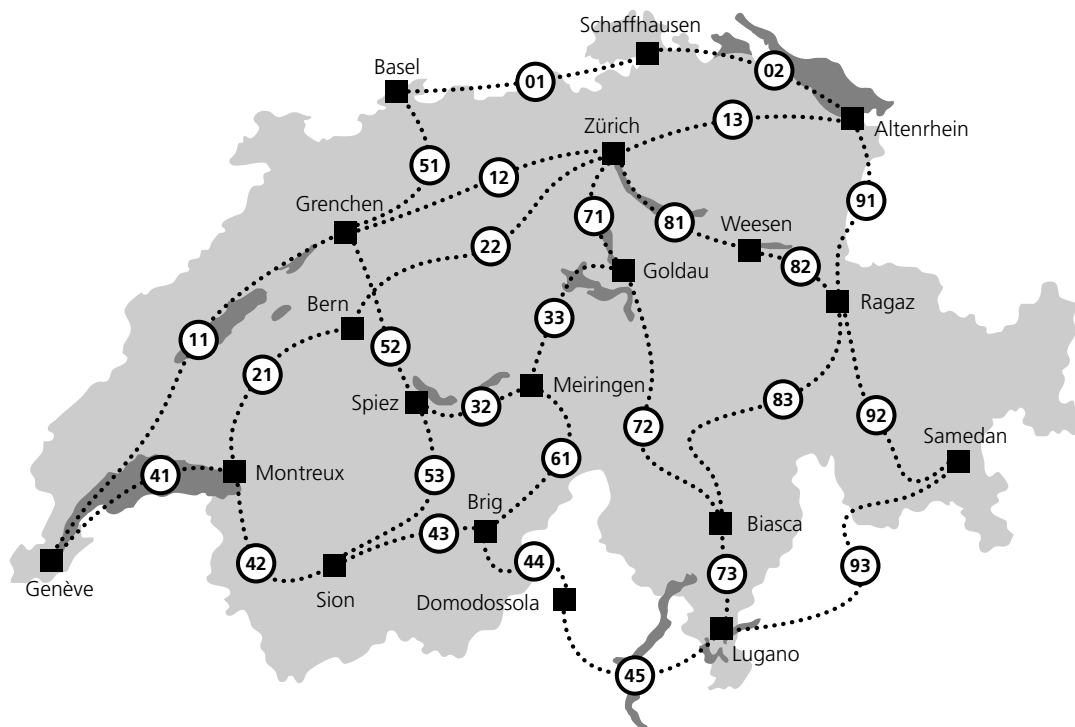 Schaffhausen
Basel
01
02
Zürich
13
Altenrhein
51
12
Grenchen
71
81
Weesen
91
22
82
Goldau
Ragaz
Bern
33
11
52
21
Meiringen
Spiez
32
83
72
92
Samedan
61
41
Montreux
53
Brig
43
Biasca
42
44
73
93
Genève
Sion
Domodossola
Lugano
45